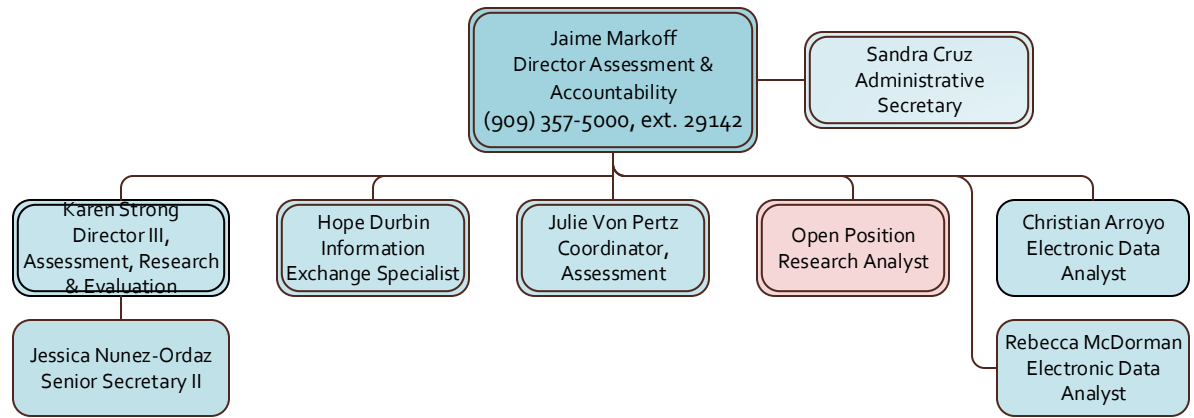 Jaime Markoff
Director Assessment &
Accountability
(909) 357-5000, ext. 29142
Sandra Cruz
Administrative
Secretary
Karen Strong
Director III,
Assessment, Research
& Evaluation
Hope Durbin
Information
Exchange Specialist
Julie Von Pertz
Coordinator,
Assessment
Open Position
Research Analyst
Christian Arroyo
Electronic Data
Analyst
Jessica Nunez-Ordaz
Senior Secretary II
Rebecca McDorman
Electronic Data
Analyst